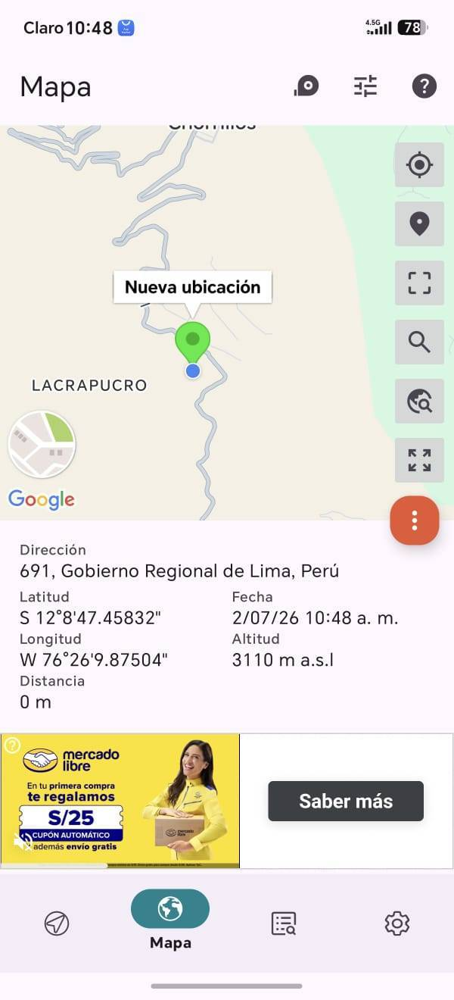 Claro 10:48
4.5G
78
Mapa
?
Nueva ubicación
LACRAPUCRO
Google
Dirección
691, Gobierno Regional de Lima, Perú
Latitud
S 12°8'47.45832"
Fecha
2/07/26 10:48 a. m.
Longitud
W 76°26'9.87504"
Altitud
3110 m a.s.l
Distancia
0 m
?
mercado
libre
En tu primera compra
te regalamos
S/25
CUPÓN AUTOMÁTICO
además envío gratis
mercado
libre
Saber más
Mapa